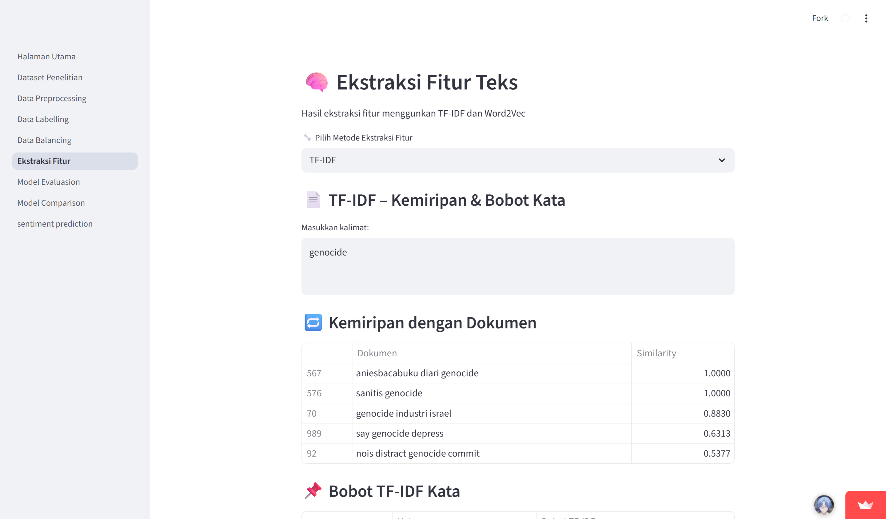 Fork
Halaman Utama
Dataset Penelitian
Data Preprocessing
Data Labelling
Data Balancing
Ekstraksi Fitur
Model Evaluasion
Model Comparison
sentiment prediction
Ekstraksi Fitur Teks
Hasil ekstraksi fitur menggunkan TF-IDF dan Word2Vec
Pilih Metode Ekstraksi Fitur
TF-IDF
TF-IDF – Kemiripan & Bobot Kata
Masukkan kalimat:
genocide
Kemiripan dengan Dokumen
Dokumen Similarity
567 aniesbacabuku diari genocide 1.0000
576 sanitis genocide 1.0000
70 genocide industri israel 0.8830
989 say genocide depress 0.6313
92 nois distract genocide commit 0.5377
Bobot TF-IDF Kata